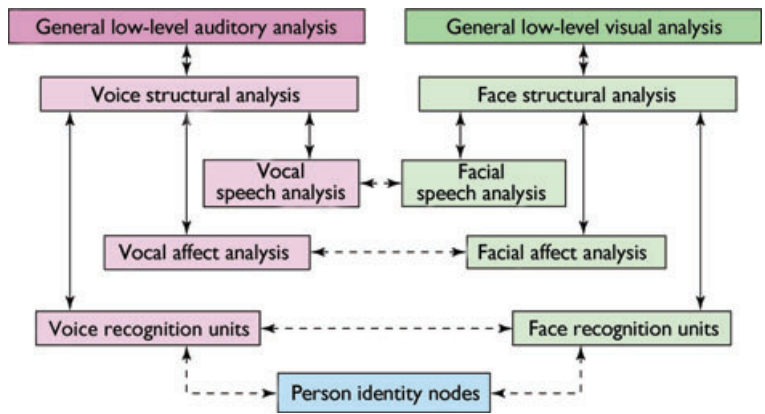 General low-level auditory analysis
General low-level visual analysis
Voice structural analysis
Face structural analysis
Vocal
speech analysis
Facial
speech analysis
Vocal affect analysis
Facial affect analysis
Voice recognition units
Face recognition units
Person identity nodes